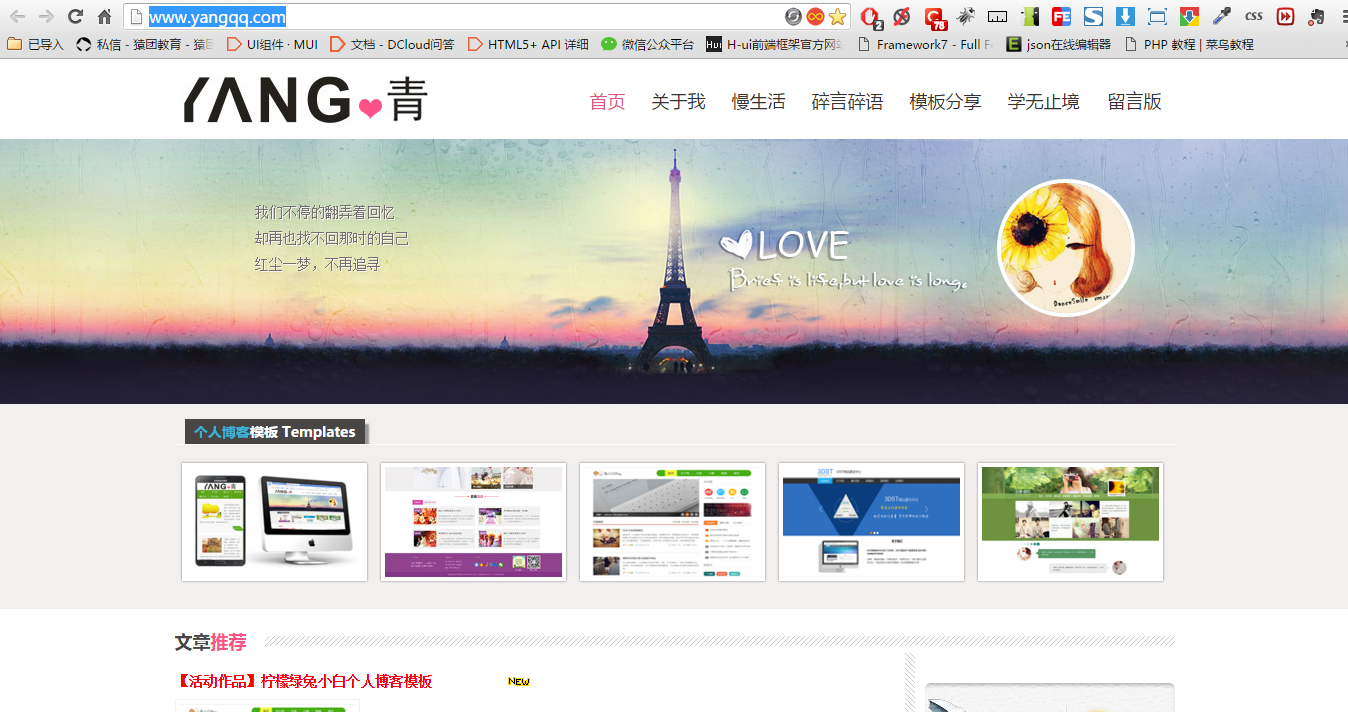 www.yangqq.com
2
78
FE
S
CSS
已导入
私信 - 猿团教育 - 猿
UI组件 · MUI
文档 - DCloud问答
HTML5+ API 详细
微信公众平台
H-ui前端框架官方网
Framework7 - Full F
json在线编辑器
PHP 教程 | 菜鸟教程
YANG青
首页 关于我 慢生活 碎言碎语 模板分享 学无止境 留言版
我们不停的翻弄着回忆
却再也找不回那时的自己
红尘一梦，不再追寻
LOVE
Brief is life,but love is long。
DanceSmile
个人博客模板 Templates
文章推荐
【活动作品】柠檬绿兔小白个人博客模板
NEW